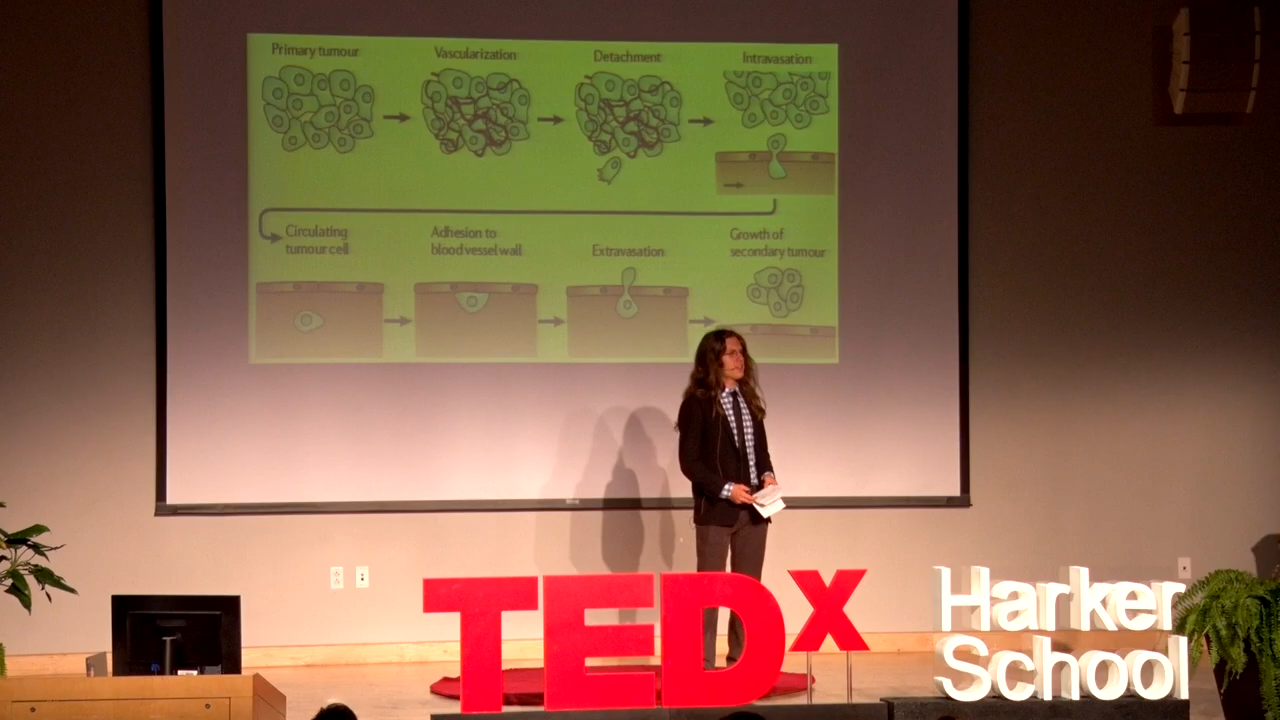 Primary tumour
Vascularization
Detachment
Intravasation
Circulating
tumour cell
Adhesion to
blood vessel wall
Extravasation
Growth of
secondary tumour
TEDx
Harker
School